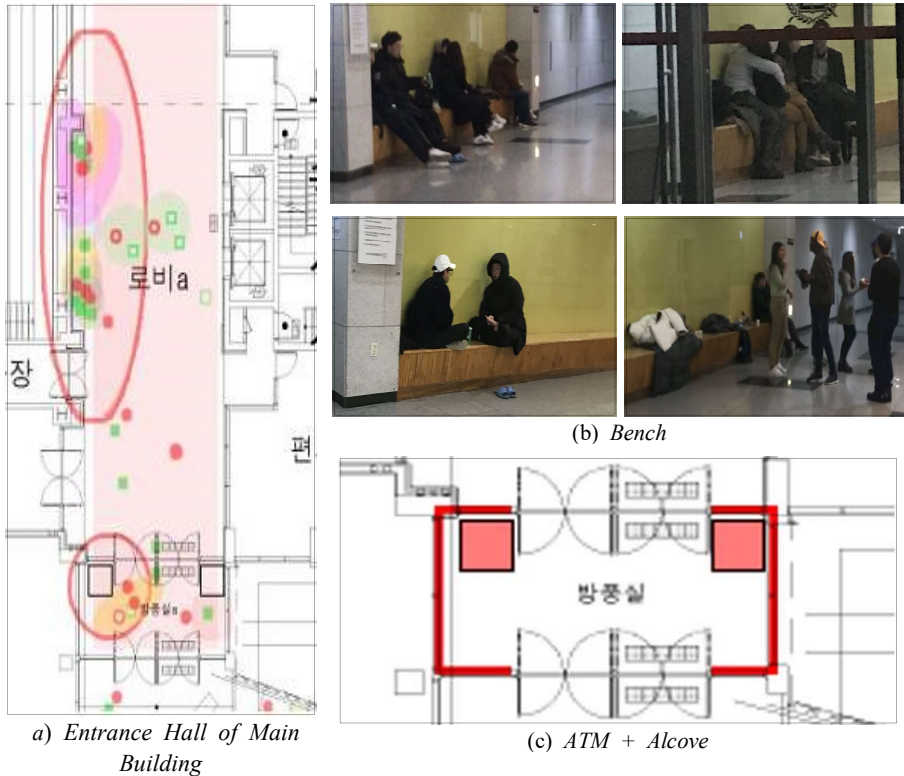 로비a
장
편
방풍실a
a) Entrance Hall of Main
Building
(b) Bench
방풍실
(c) ATM + Alcove